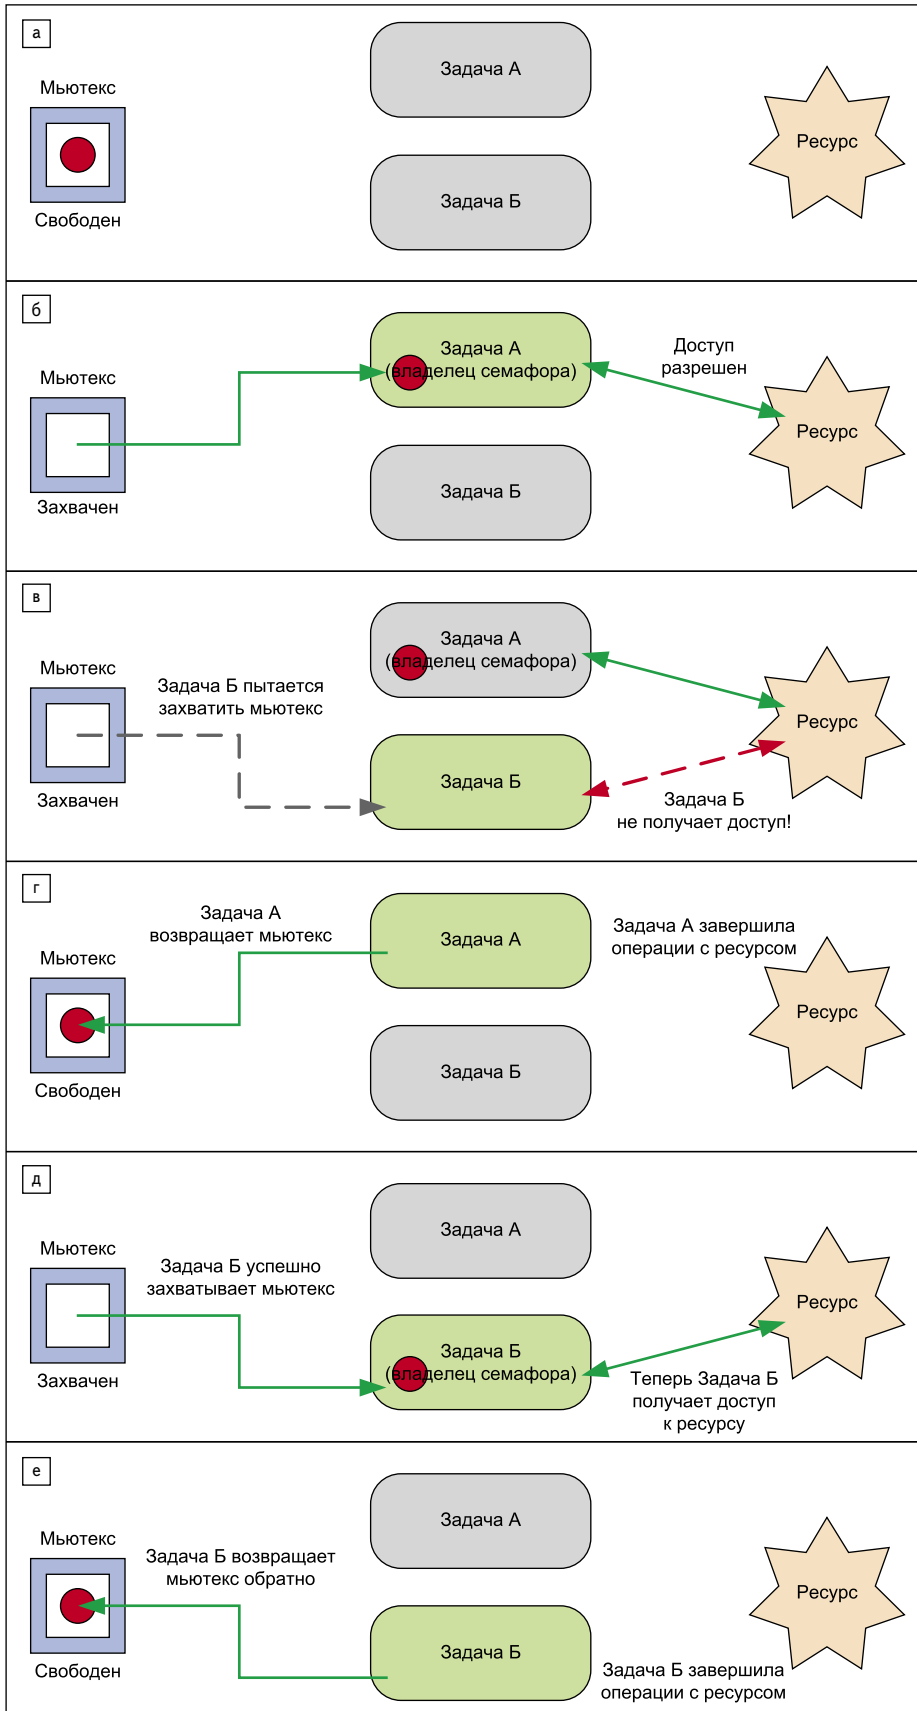 а
Задача А
Мьютекс
Ресурс
Задача Б
Свободен
б
Задача А
(владелец семафора)
Доступ
разрешен
Мьютекс
Ресурс
Задача Б
Захвачен
в
Задача А
(владелец семафора)
Мьютекс
Задача Б пытается
захватить мьютекс
Ресурс
Задача Б
Захвачен
Задача Б
не получает доступ!
г
Задача А
возвращает мьютекс
Задача А
Задача А завершила
операции с ресурсом
Мьютекс
Ресурс
Задача Б
Свободен
д
Задача А
Мьютекс
Задача Б успешно
захватывает мьютекс
Ресурс
Задача Б
(владелец семафора)
Захвачен
Теперь Задача Б
получает доступ
к ресурсу
е
Задача А
Мьютекс
Задача Б возвращает
мьютекс обратно
Ресурс
Задача Б
Свободен
Задача Б завершила
операции с ресурсом